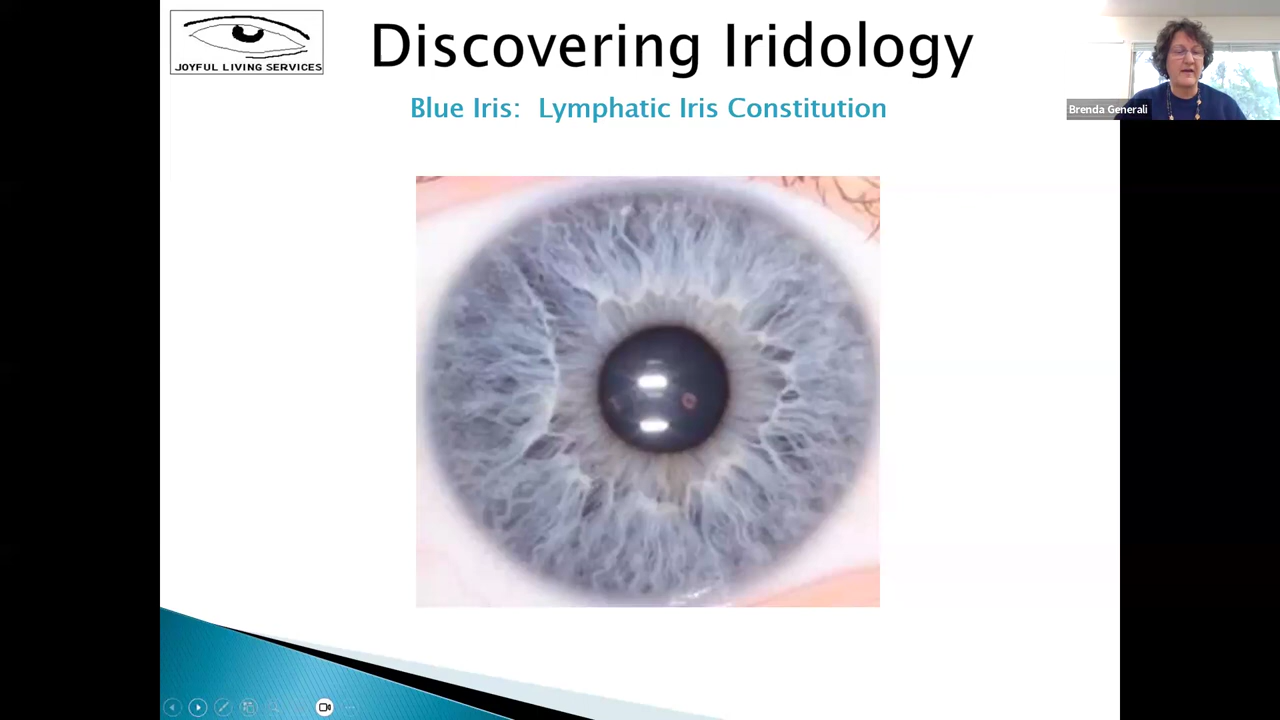 JOYFUL LIVING SERVICES
Discovering Iridology
Blue Iris: Lymphatic Iris Constitution
Brenda Generali